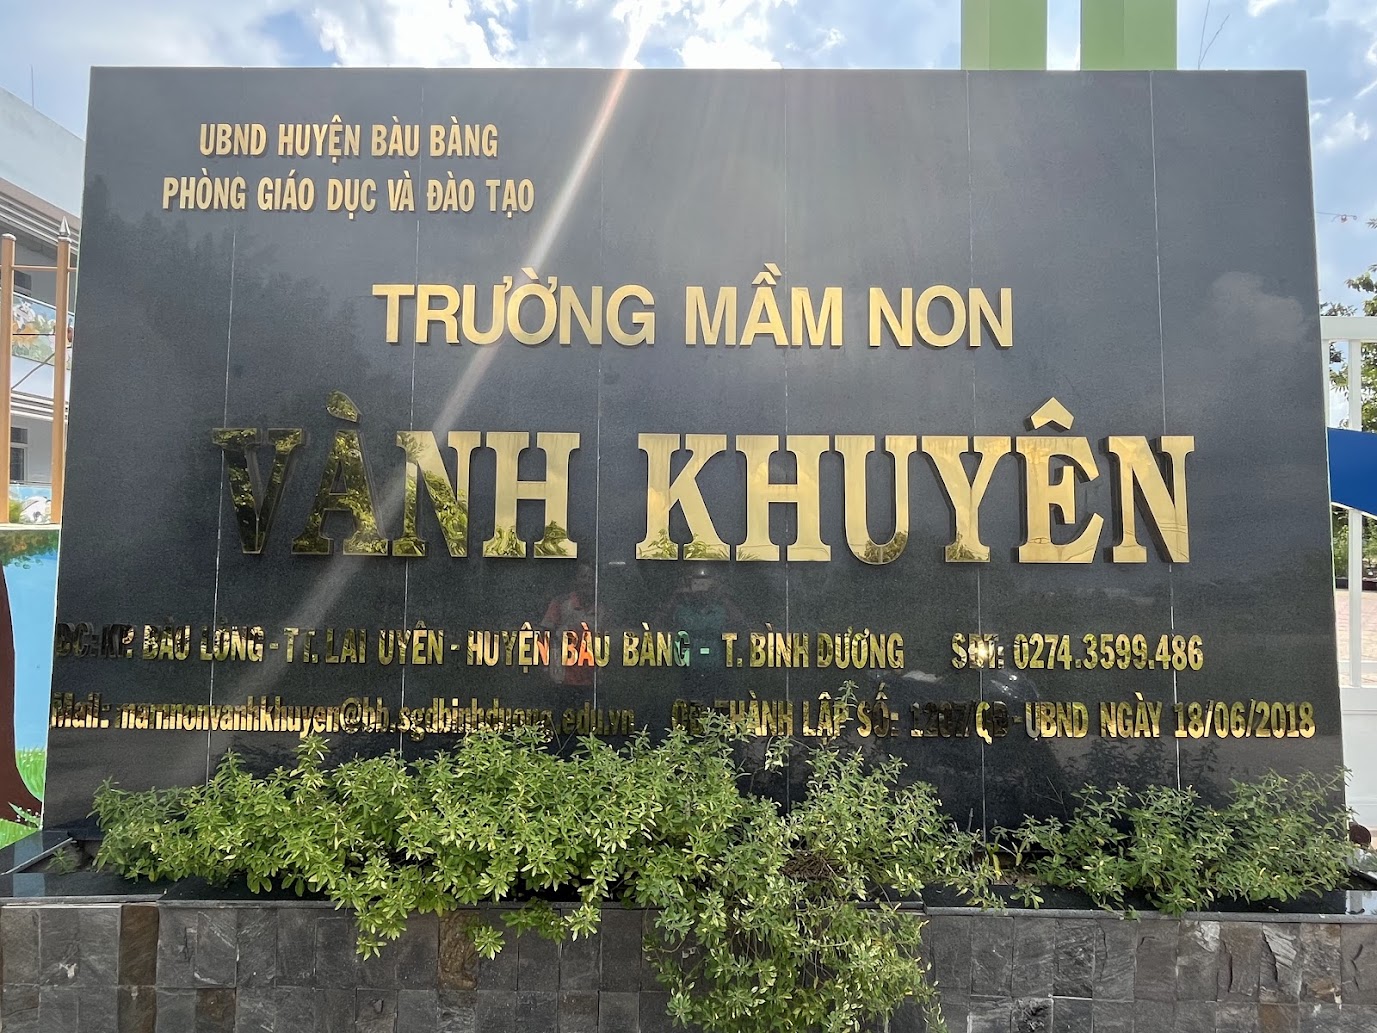 UBND HUYỆN BÀU BÀNG
PHÒNG GIÁO DỤC VÀ ĐÀO TẠO
TRƯỜNG MẦM NON
VÀNH KHUYÊN
ĐC: KP. BÀU LÒNG - TT. LAI UYÊN - HUYỆN BÀU BÀNG - T. BÌNH DƯƠNG SĐT: 0274.3599.486
Mail: mamnonvanhkhuyen@bb.sgdbinhduong.edu.vn QĐ THÀNH LẬP SỐ: 1207/QĐ - UBND NGÀY 18/06/2018